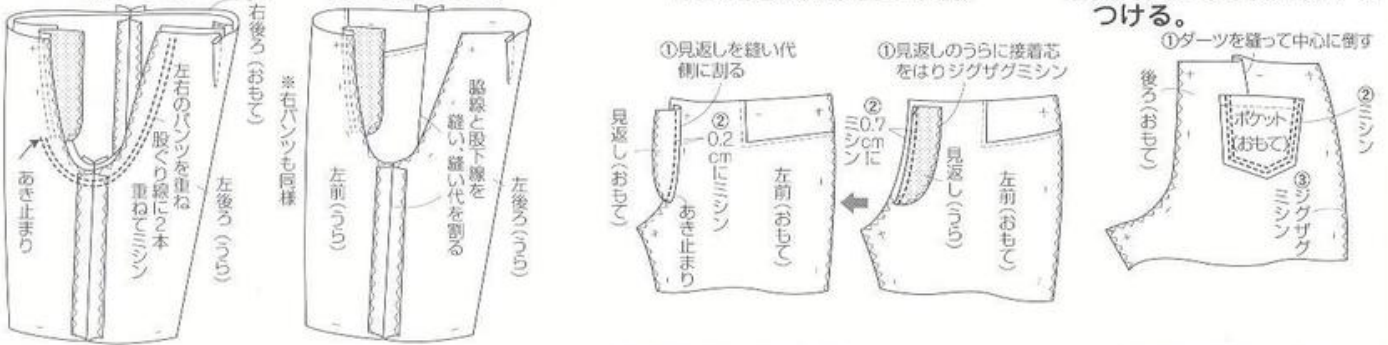 つける。
①ダーツを縫って中心に倒す
後ろ(おもて)
ポケット
(おもて)
②ミシン
③ジグザグ
ミシン
①見返しのうらに接着芯
をはりジグザグミシン
②0.7cmに
ミシン
見返し(うら)
左前(おもて)
①見返しを縫い代
側に割る
見返し(おもて)
②0.2cmにミシン
あき止まり
左前(おもて)
脇線と股下線を
縫い、縫い代を割る
左後ろ(うら)
左前(うら)
※右パンツも同様
右後ろ(おもて)
左右のパンツを重ね
股ぐり線に2本
重ねてミシン
左後ろ(うら)
あき止まり